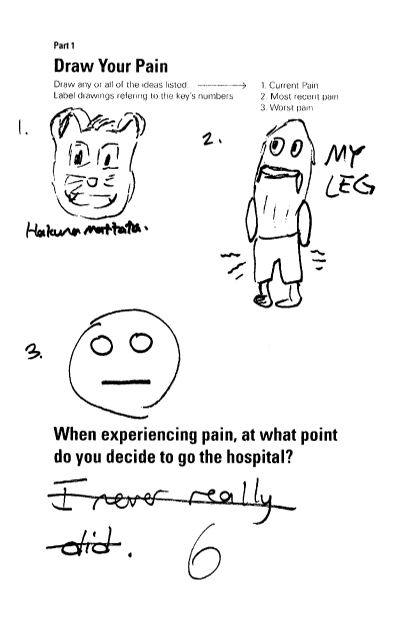 Part 1
Draw Your Pain
Draw any or all of the ideas listed.
Label drawings refering to the key's numbers
1. Current Pain
2. Most recent pain
3. Worst pain
1.
Hakuna mattata.
2.
MY
LEG
3.
When experiencing pain, at what point
do you decide to go the hospital?
I never really
did.
6